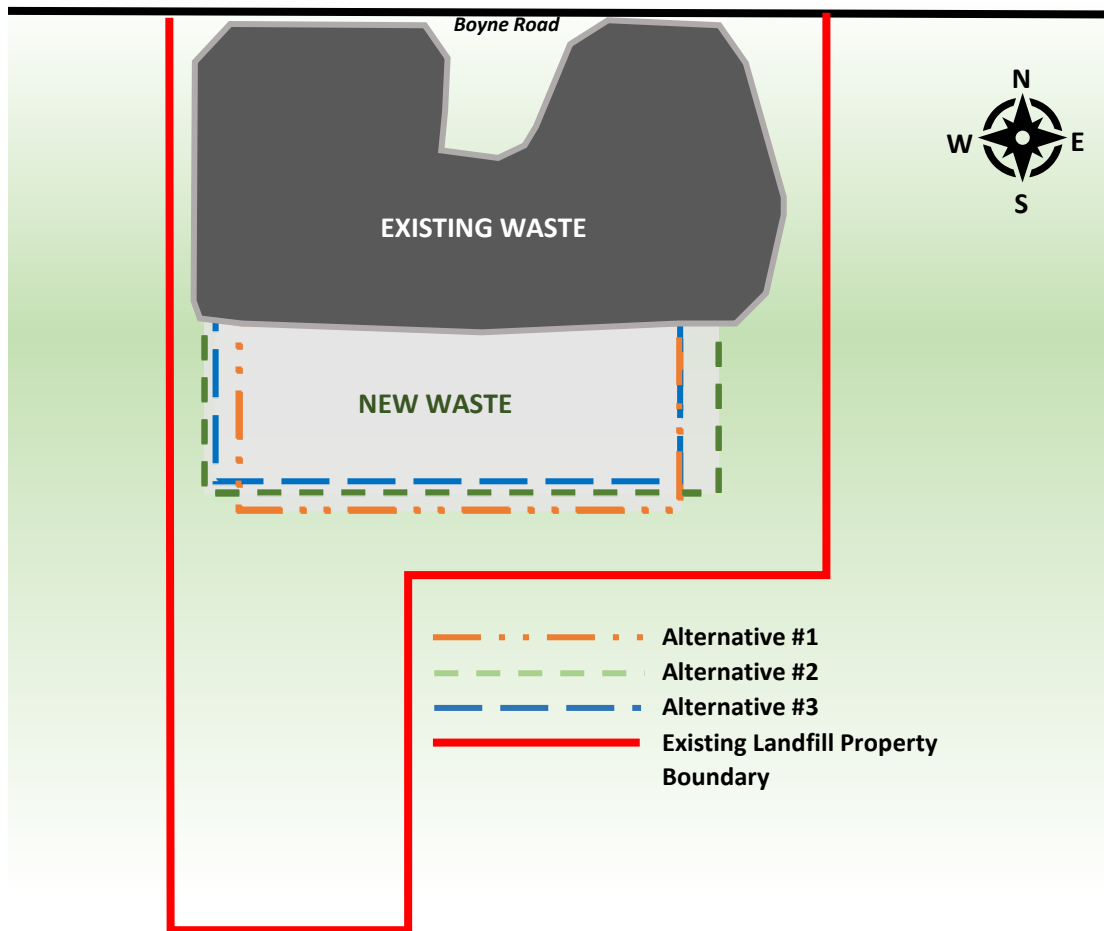 Boyne Road
N
W
E
S
EXISTING WASTE
NEW WASTE
Alternative #1
Alternative #2
Alternative #3
Existing Landfill Property
Boundary